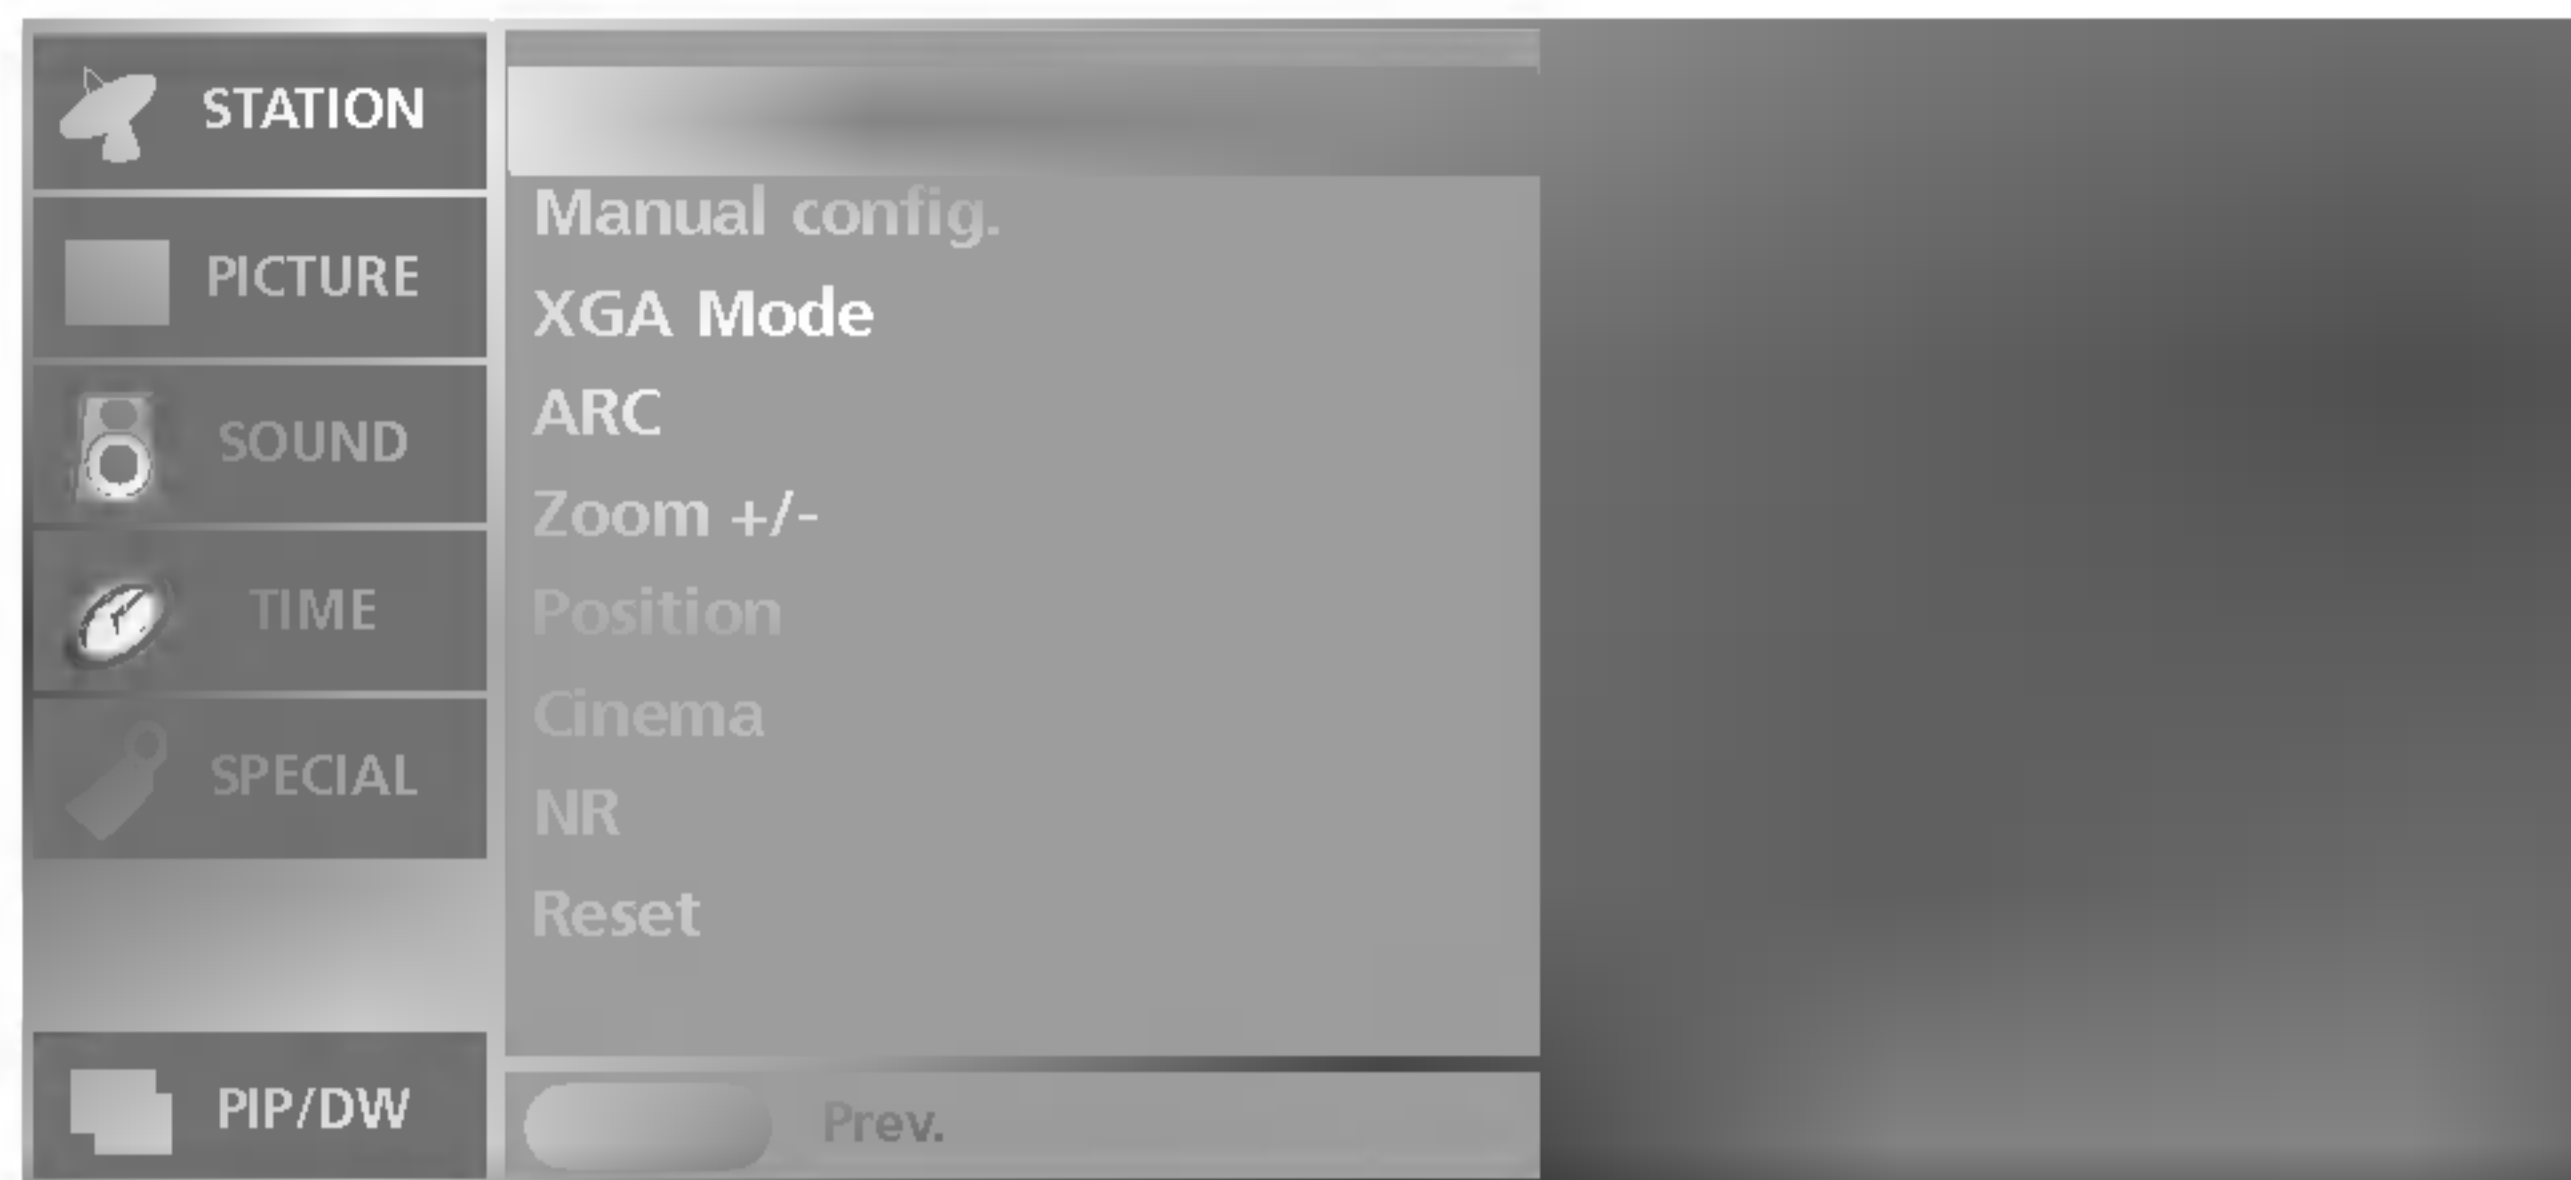 STATION
PICTURE
SOUND
TIME
SPECIAL
PIP/DW
Manual config.
XGA Mode
ARC
Zoom +/-
Position
Cinema
NR
Reset
Prev.